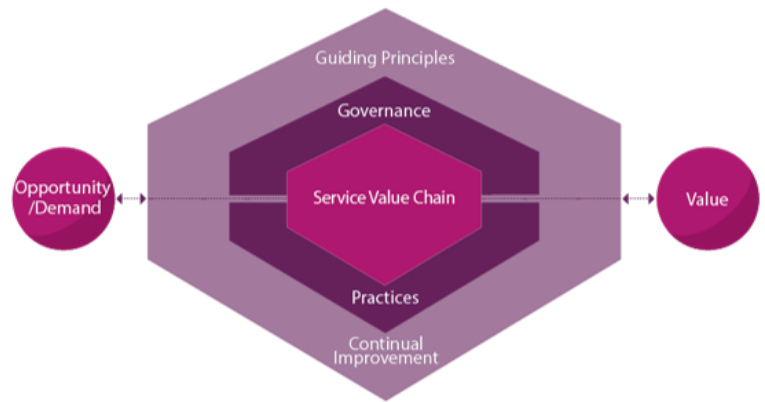 Guiding Principles
Governance
Opportunity
/Demand
Service Value Chain
Value
Practices
Continual
Improvement